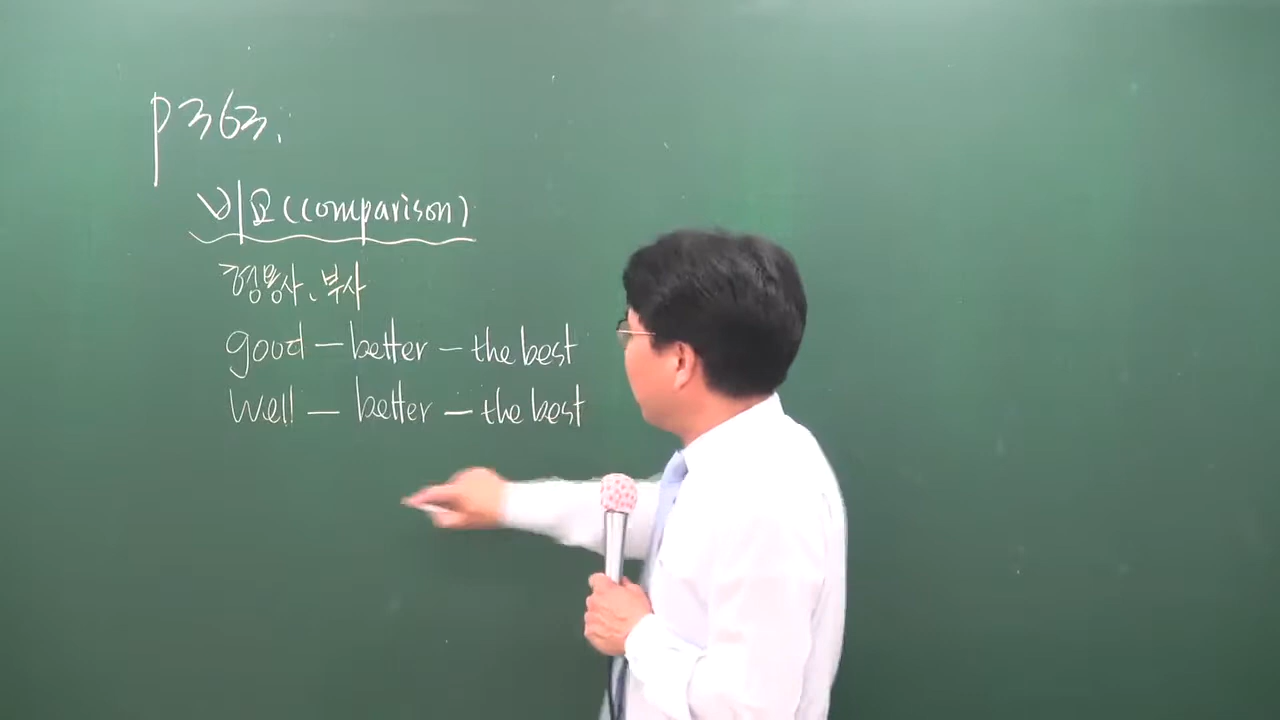 p363.
비교(comparison)
형용사、부사
good — better — the best
well — better — the best